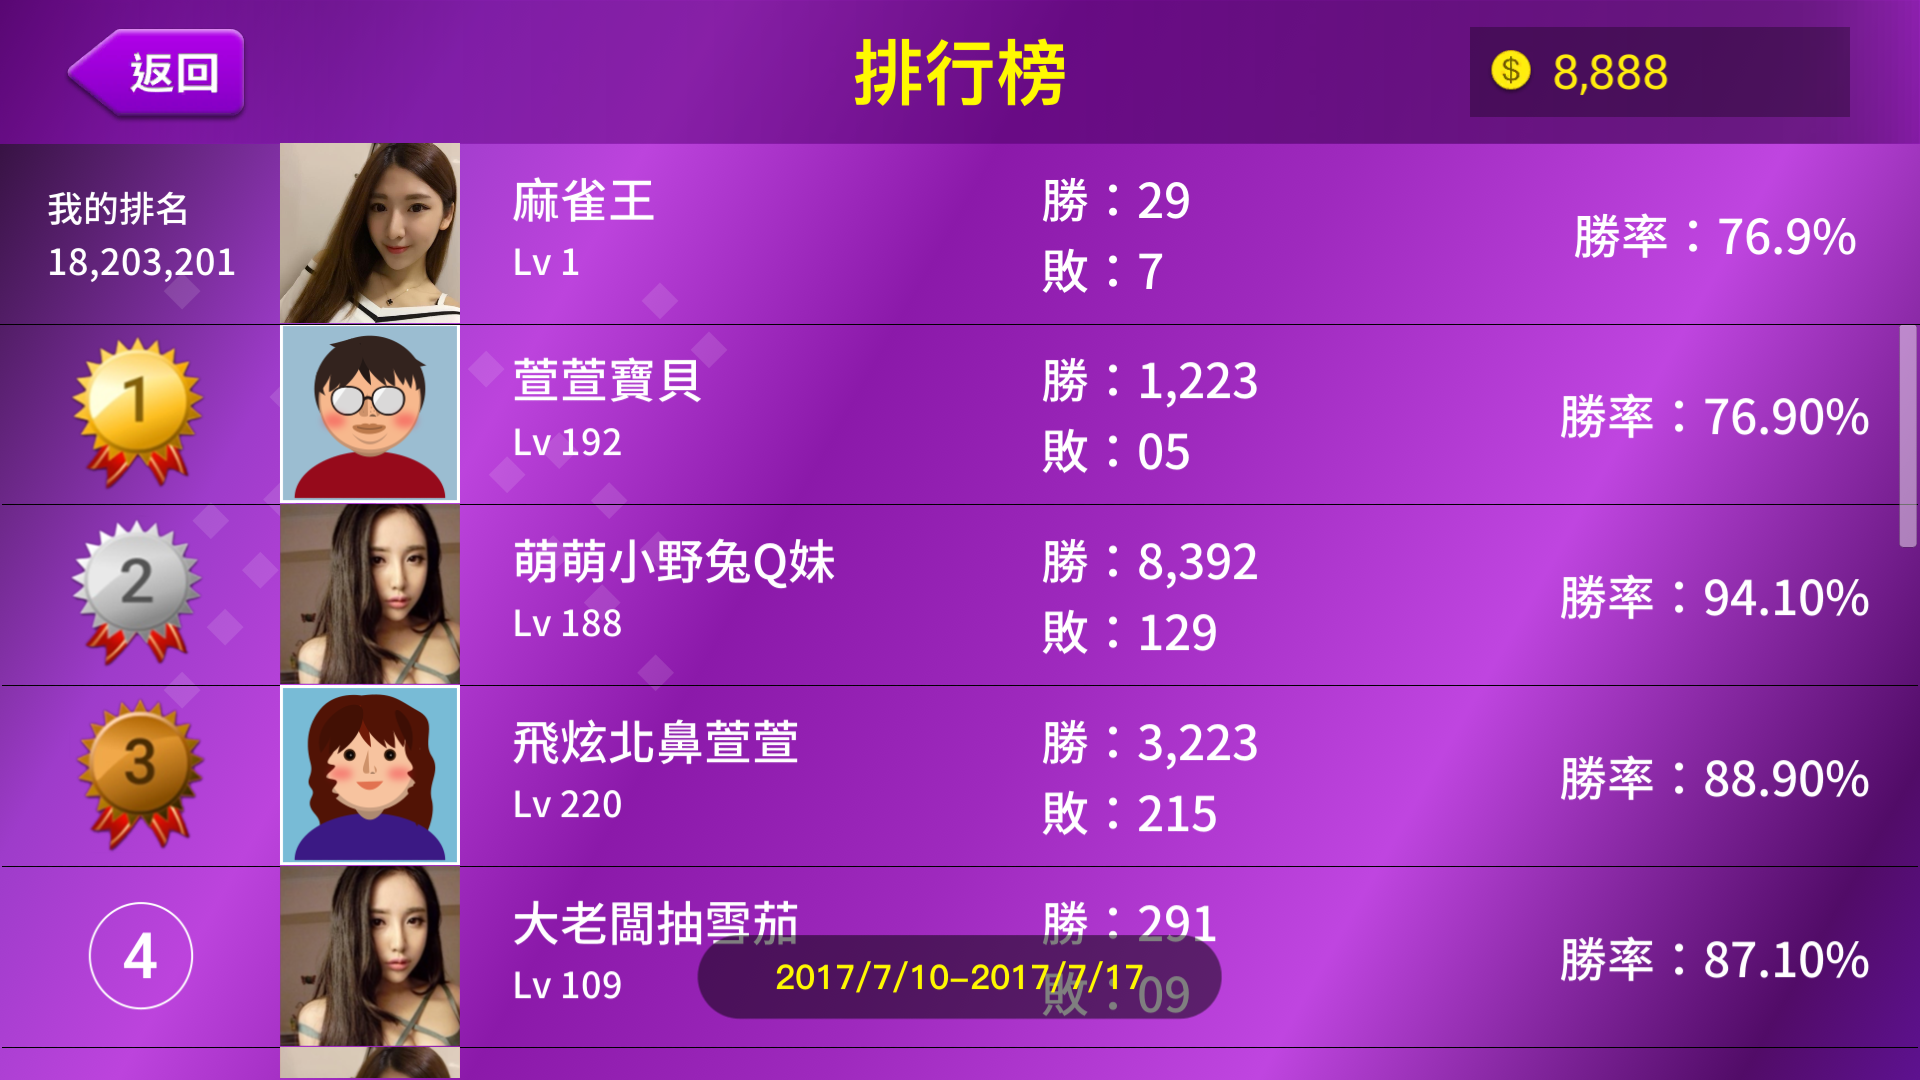 返回
排行榜
8,888
我的排名
18,203,201
麻雀王
Lv 1
勝：29
敗：7
勝率：76.9%
1
萱萱寶貝
Lv 192
勝：1,223
敗：05
勝率：76.90%
2
萌萌小野兔Q妹
Lv 188
勝：8,392
敗：129
勝率：94.10%
3
飛炫北鼻萱萱
Lv 220
勝：3,223
敗：215
勝率：88.90%
4
大老闆抽雪茄
Lv 109
勝：291
敗：09
勝率：87.10%
2017/7/10-2017/7/17